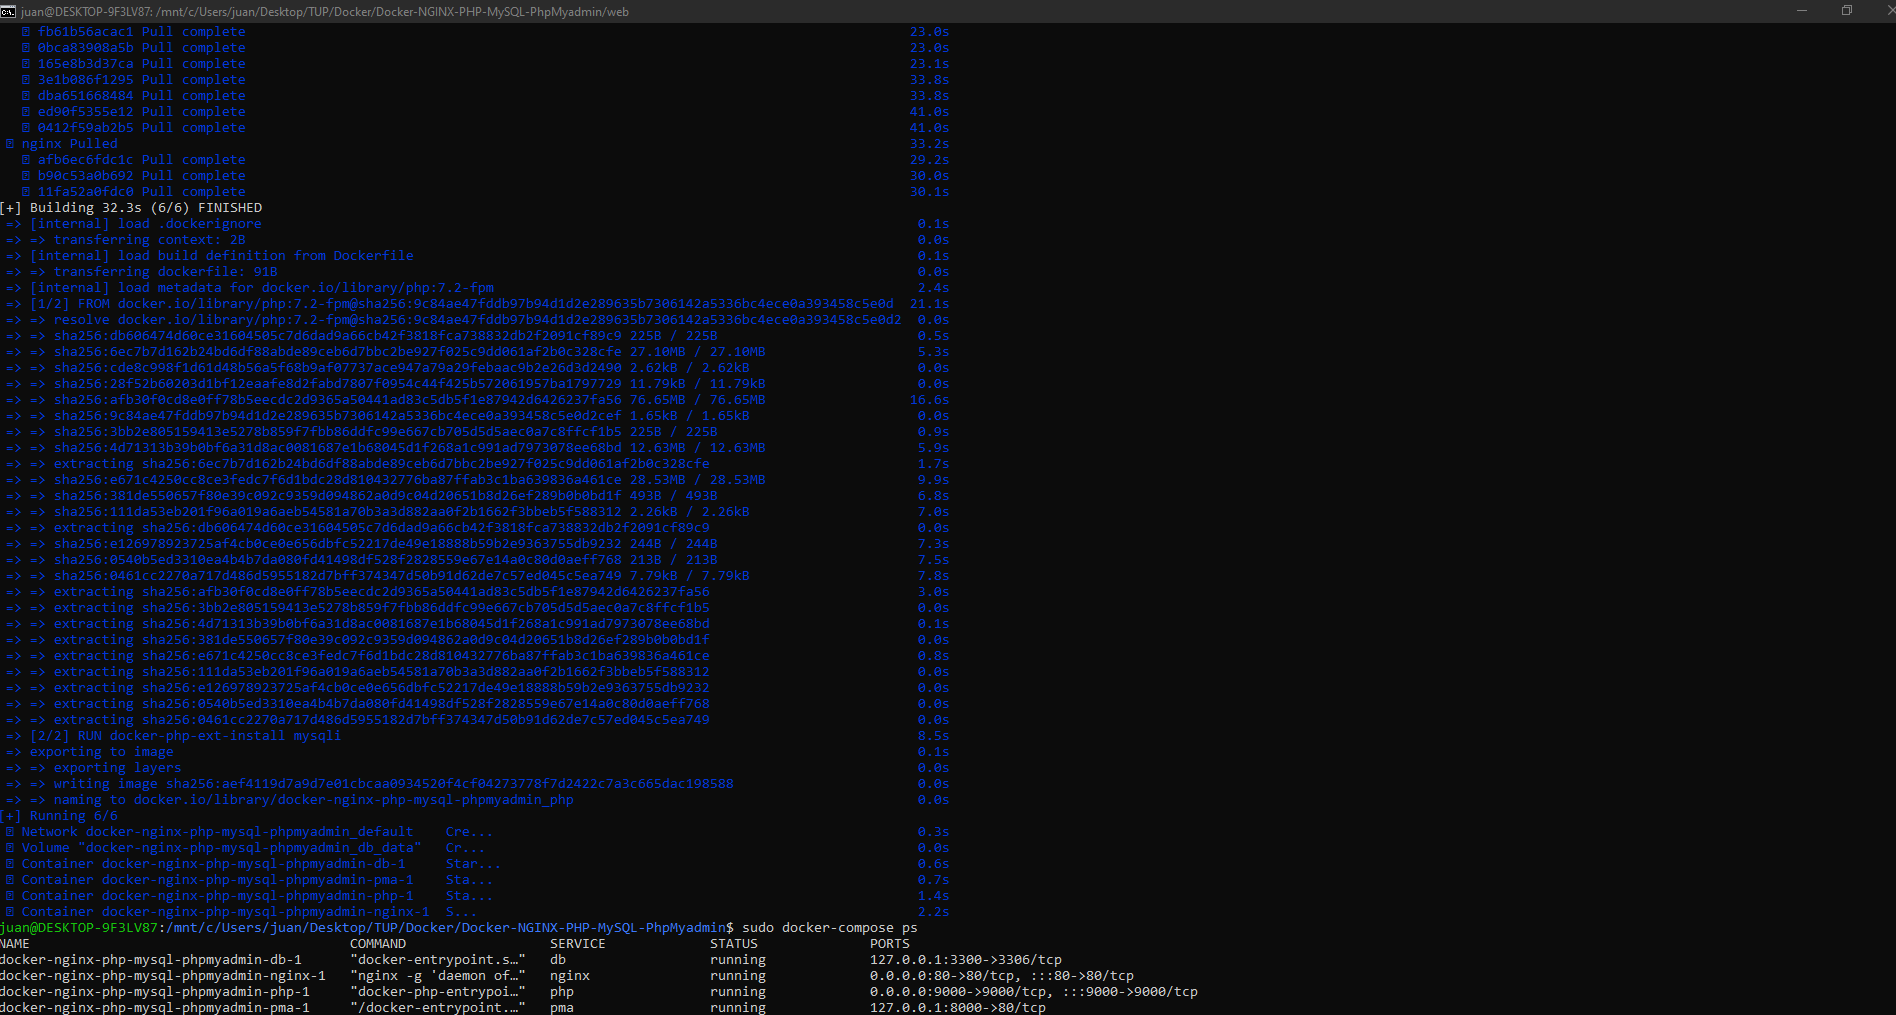 juan@DESKTOP-9F3LV87: /mnt/c/Users/juan/Desktop/TUP/Docker/Docker-NGINX-PHP-MySQL-PhpMyadmin/web
fb61b56acac1 Pull complete 23.0s
0bca83908a5b Pull complete 23.0s
165e8b3d37ca Pull complete 23.1s
3e1b086f1295 Pull complete 33.8s
dba651668484 Pull complete 33.8s
ed90f5355e12 Pull complete 41.0s
0412f59ab2b5 Pull complete 41.0s
nginx Pulled 33.2s
afb6ec6fdc1c Pull complete 29.2s
b90c53a0b692 Pull complete 30.0s
11fa52a0fdc0 Pull complete 30.1s
[+] Building 32.3s (6/6) FINISHED
=> [internal] load .dockerignore 0.1s
=> => transferring context: 2B 0.0s
=> [internal] load build definition from Dockerfile 0.1s
=> => transferring dockerfile: 91B 0.0s
=> [internal] load metadata for docker.io/library/php:7.2-fpm 2.4s
=> [1/2] FROM docker.io/library/php:7.2-fpm@sha256:9c84ae47fddb97b94d1d2e289635b7306142a5336bc4ece0a393458c5e0d 21.1s
=> => resolve docker.io/library/php:7.2-fpm@sha256:9c84ae47fddb97b94d1d2e289635b7306142a5336bc4ece0a393458c5e0d2 0.0s
=> => sha256:db606474d60ce31604505c7d6dad9a66cb42f3818fca738832db2f2091cf89c9 225B / 225B 0.5s
=> => sha256:6ec7b7d162b24bd6df88abde89ceb6d7bbc2be927f025c9dd061af2b0c328cfe 27.10MB / 27.10MB 5.3s
=> => sha256:cde8c998f1d61d48b56a5f68b9af07737ace947a79a29febaac9b2e26d3d2490 2.62kB / 2.62kB 0.0s
=> => sha256:28f52b60203d1bf12eaafe8d2fabd7807f0954c44f425b572061957ba1797729 11.79kB / 11.79kB 0.0s
=> => sha256:afb30f0cd8e0ff78b5eecdc2d9365a50441ad83c5db5f1e87942d6426237fa56 76.65MB / 76.65MB 16.6s
=> => sha256:9c84ae47fddb97b94d1d2e289635b7306142a5336bc4ece0a393458c5e0d2cef 1.65kB / 1.65kB 0.0s
=> => sha256:3bb2e805159413e5278b859f7fbb86ddfc99e667cb705d5d5aec0a7c8ffcf1b5 225B / 225B 0.9s
=> => sha256:4d71313b39b0bf6a31d8ac0081687e1b68045d1f268a1c991ad7973078ee68bd 12.63MB / 12.63MB 5.9s
=> => extracting sha256:6ec7b7d162b24bd6df88abde89ceb6d7bbc2be927f025c9dd061af2b0c328cfe 1.7s
=> => sha256:e671c4250cc8ce3fedc7f6d1bdc28d810432776ba87ffab3c1ba639836a461ce 28.53MB / 28.53MB 9.9s
=> => sha256:381de550657f80e39c092c9359d094862a0d9c04d20651b8d26ef289b0b0bd1f 493B / 493B 6.8s
=> => sha256:111da53eb201f96a019a6aeb54581a70b3a3d882aa0f2b1662f3bbeb5f588312 2.26kB / 2.26kB 7.0s
=> => extracting sha256:db606474d60ce31604505c7d6dad9a66cb42f3818fca738832db2f2091cf89c9 0.0s
=> => sha256:e126978923725af4cb0ce0e656dbfc52217de49e18888b59b2e9363755db9232 244B / 244B 7.3s
=> => sha256:0540b5ed3310ea4b4b7da080fd41498df528f2828559e67e14a0c80d0aeff768 213B / 213B 7.5s
=> => sha256:0461cc2270a717d486d5955182d7bff374347d50b91d62de7c57ed045c5ea749 7.79kB / 7.79kB 7.8s
=> => extracting sha256:afb30f0cd8e0ff78b5eecdc2d9365a50441ad83c5db5f1e87942d6426237fa56 3.0s
=> => extracting sha256:3bb2e805159413e5278b859f7fbb86ddfc99e667cb705d5d5aec0a7c8ffcf1b5 0.0s
=> => extracting sha256:4d71313b39b0bf6a31d8ac0081687e1b68045d1f268a1c991ad7973078ee68bd 0.1s
=> => extracting sha256:381de550657f80e39c092c9359d094862a0d9c04d20651b8d26ef289b0b0bd1f 0.0s
=> => extracting sha256:e671c4250cc8ce3fedc7f6d1bdc28d810432776ba87ffab3c1ba639836a461ce 0.8s
=> => extracting sha256:111da53eb201f96a019a6aeb54581a70b3a3d882aa0f2b1662f3bbeb5f588312 0.0s
=> => extracting sha256:e126978923725af4cb0ce0e656dbfc52217de49e18888b59b2e9363755db9232 0.0s
=> => extracting sha256:0540b5ed3310ea4b4b7da080fd41498df528f2828559e67e14a0c80d0aeff768 0.0s
=> => extracting sha256:0461cc2270a717d486d5955182d7bff374347d50b91d62de7c57ed045c5ea749 0.0s
=> [2/2] RUN docker-php-ext-install mysqli 8.5s
=> exporting to image 0.1s
=> => exporting layers 0.0s
=> => writing image sha256:aef4119d7a9d7e01cbcaa0934520f4cf04273778f7d2422c7a3c665dac198588 0.0s
=> => naming to docker.io/library/docker-nginx-php-mysql-phpmyadmin_php 0.0s
[+] Running 6/6
Network docker-nginx-php-mysql-phpmyadmin_default Cre... 0.3s
Volume "docker-nginx-php-mysql-phpmyadmin_db_data" Cr... 0.0s
Container docker-nginx-php-mysql-phpmyadmin-db-1 Star... 0.6s
Container docker-nginx-php-mysql-phpmyadmin-pma-1 Sta... 0.7s
Container docker-nginx-php-mysql-phpmyadmin-php-1 Sta... 1.4s
Container docker-nginx-php-mysql-phpmyadmin-nginx-1 S... 2.2s
juan@DESKTOP-9F3LV87:/mnt/c/Users/juan/Desktop/TUP/Docker/Docker-NGINX-PHP-MySQL-PhpMyadmin$ sudo docker-compose ps
NAME COMMAND SERVICE STATUS PORTS
docker-nginx-php-mysql-phpmyadmin-db-1 "docker-entrypoint.s…" db running 127.0.0.1:3300->3306/tcp
docker-nginx-php-mysql-phpmyadmin-nginx-1 "nginx -g 'daemon of…" nginx running 0.0.0.0:80->80/tcp, :::80->80/tcp
docker-nginx-php-mysql-phpmyadmin-php-1 "docker-php-entrypoi…" php running 0.0.0.0:9000->9000/tcp, :::9000->9000/tcp
docker-nginx-php-mysql-phpmyadmin-pma-1 "/docker-entrypoint.…" pma running 127.0.0.1:8000->80/tcp